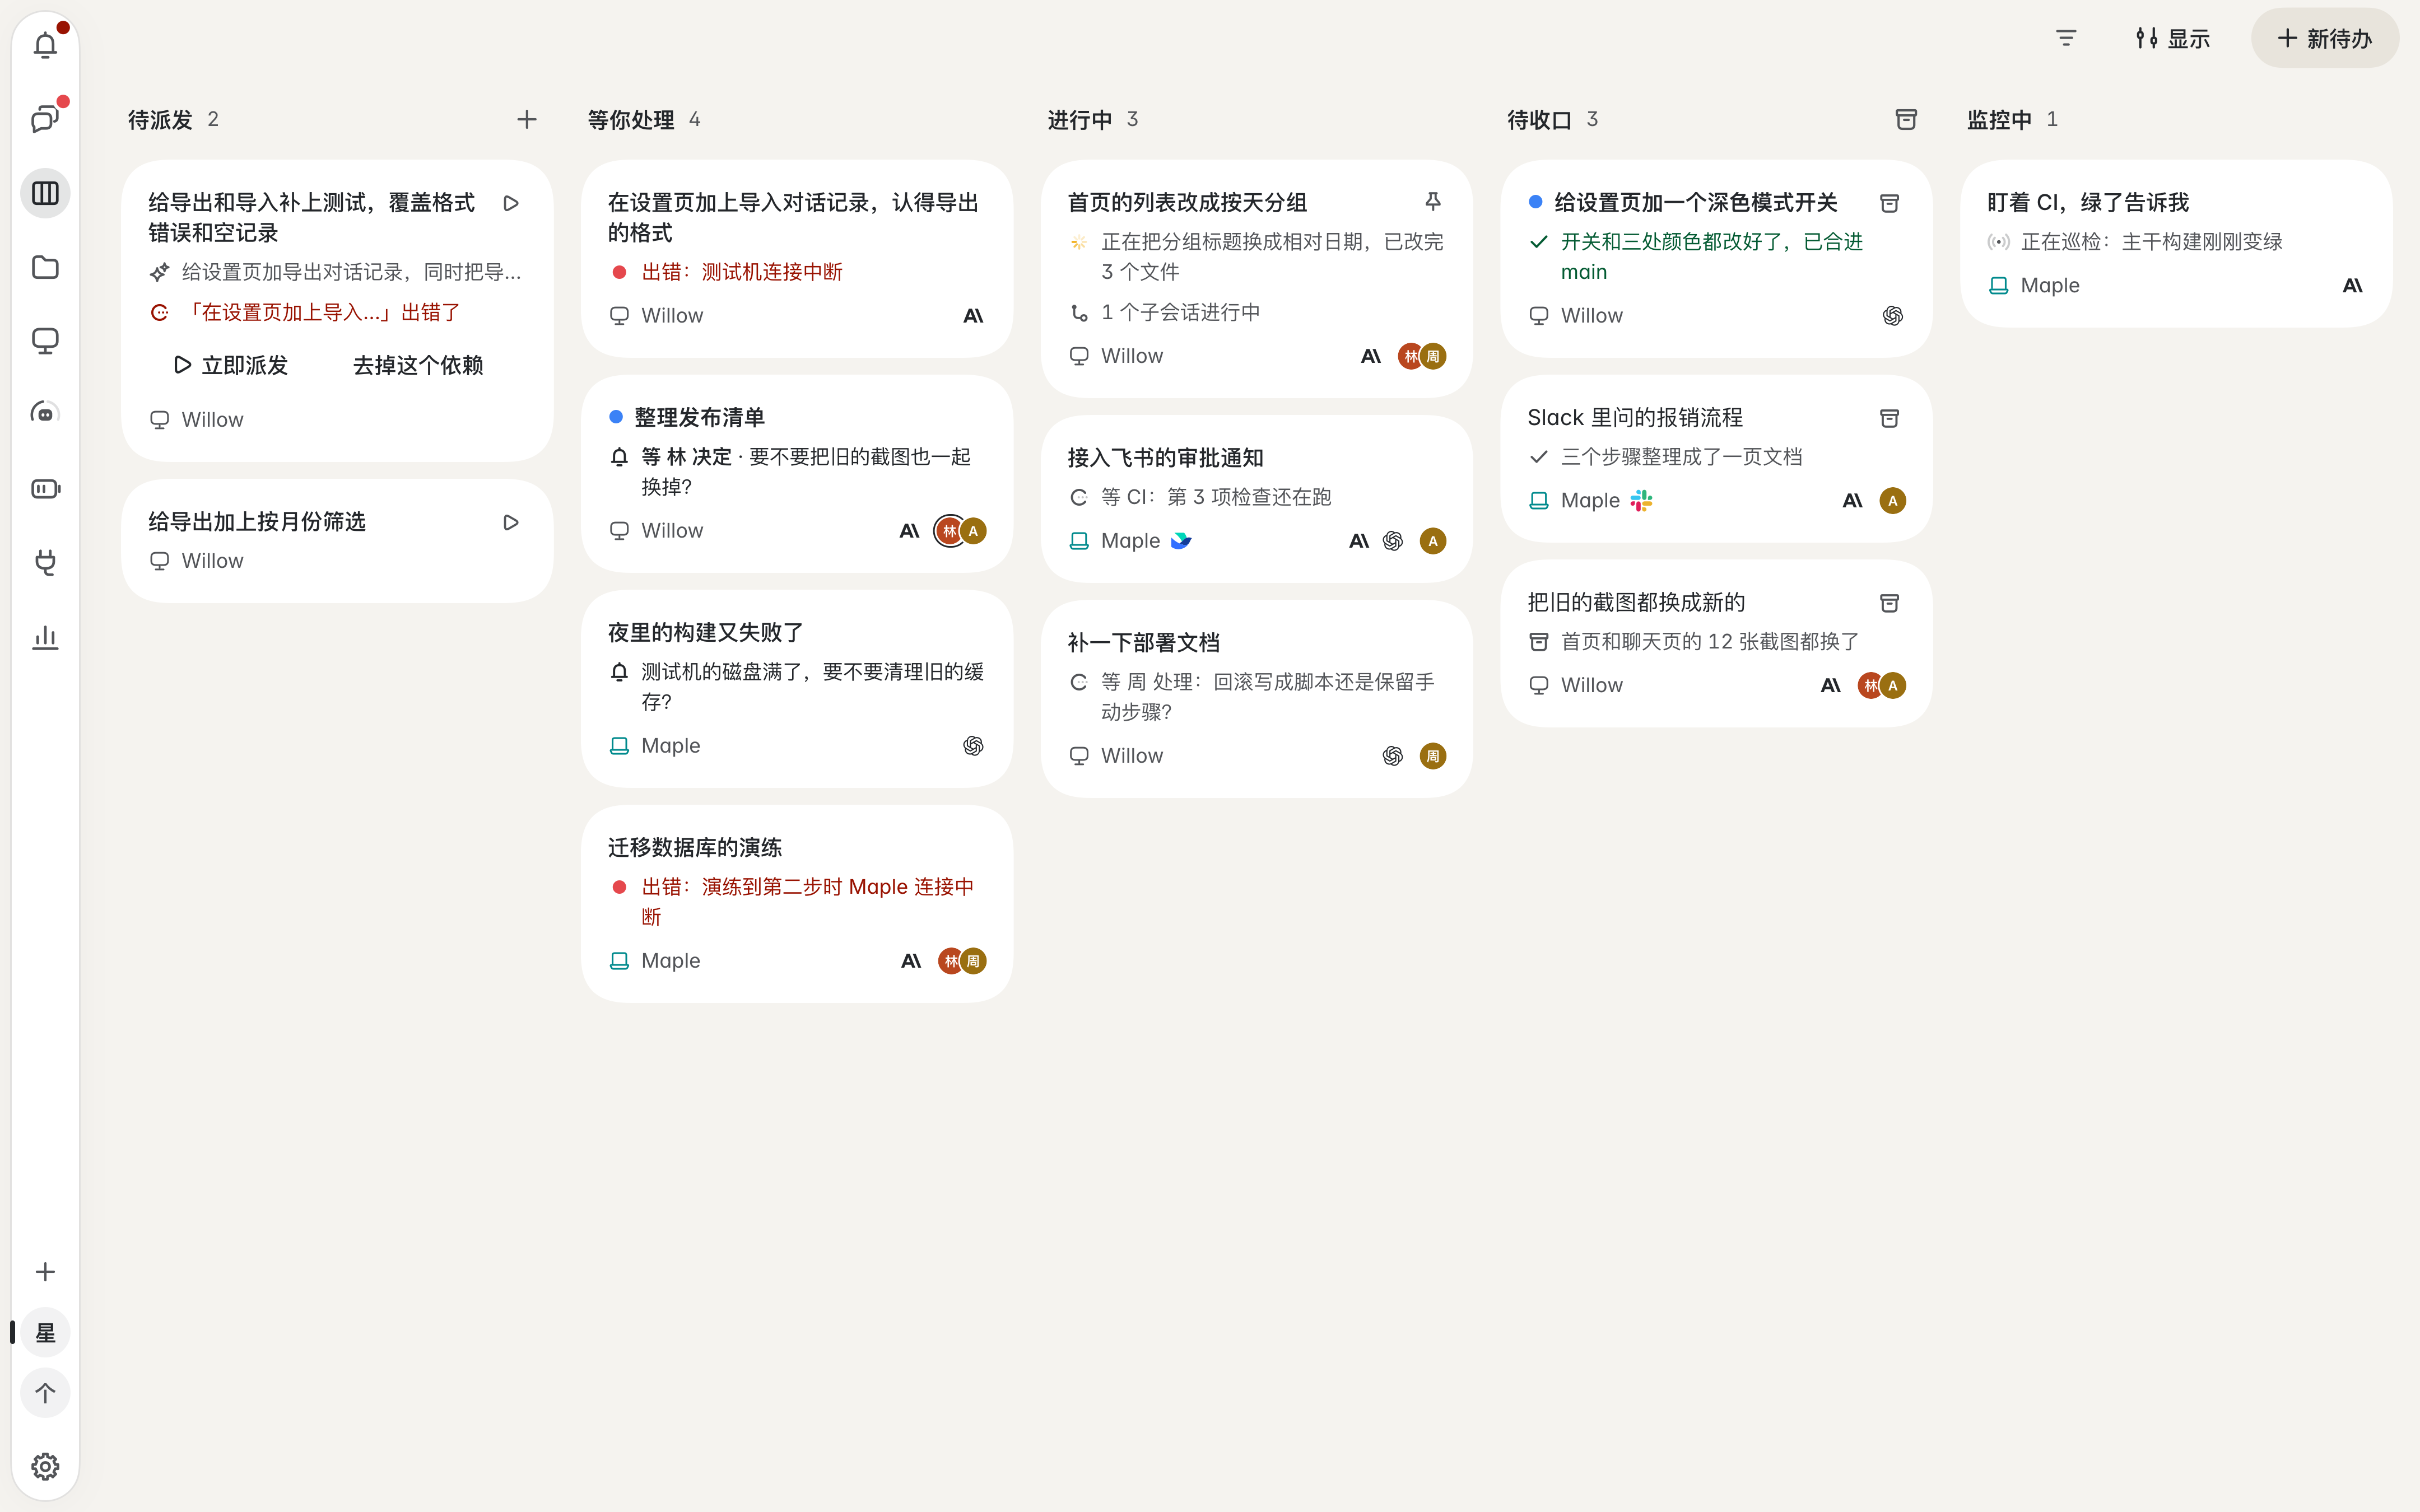 显示
新待办
待派发 2
给导出和导入补上测试，覆盖格式
错误和空记录
给设置页加导出对话记录，同时把导...
「在设置页加上导入...」出错了
立即派发
去掉这个依赖
Willow
给导出加上按月份筛选
Willow
等你处理 4
在设置页加上导入对话记录，认得导出
的格式
出错：测试机连接中断
Willow
整理发布清单
等 林 决定 · 要不要把旧的截图也一起
换掉？
Willow
林
A
夜里的构建又失败了
测试机的磁盘满了，要不要清理旧的缓
存？
Maple
迁移数据库的演练
出错：演练到第二步时 Maple 连接中
断
Maple
林
周
进行中 3
首页的列表改成按天分组
正在把分组标题换成相对日期，已改完
3 个文件
1 个子会话进行中
Willow
林
周
接入飞书的审批通知
等 CI：第 3 项检查还在跑
Maple
A
补一下部署文档
等 周 处理：回滚写成脚本还是保留手
动步骤？
Willow
周
待收口 3
给设置页加一个深色模式开关
开关和三处颜色都改好了，已合进
main
Willow
Slack 里问的报销流程
三个步骤整理成了一页文档
Maple
A
把旧的截图都换成新的
首页和聊天页的 12 张截图都换了
Willow
林
A
监控中 1
盯着 CI，绿了告诉我
正在巡检：主干构建刚刚变绿
Maple
星
个